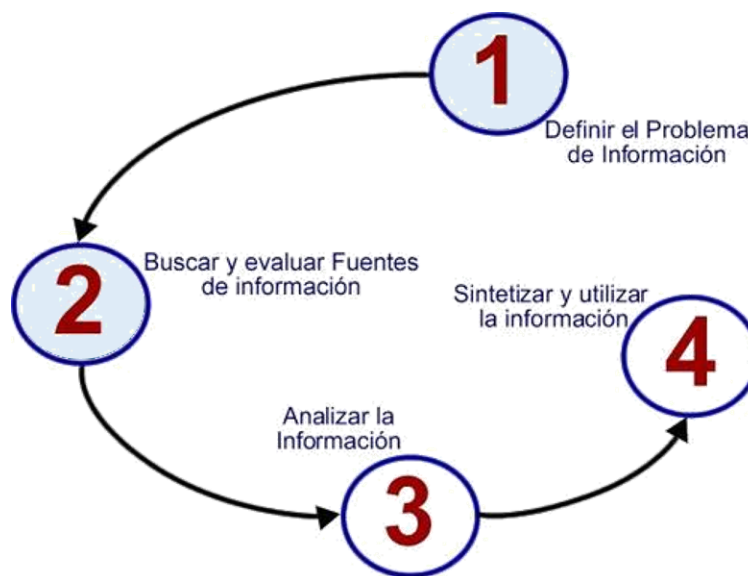 1
Definir el Problema
de Información
2
Buscar y evaluar Fuentes
de información
3
Analizar la
Información
4
Sintetizar y utilizar
la información